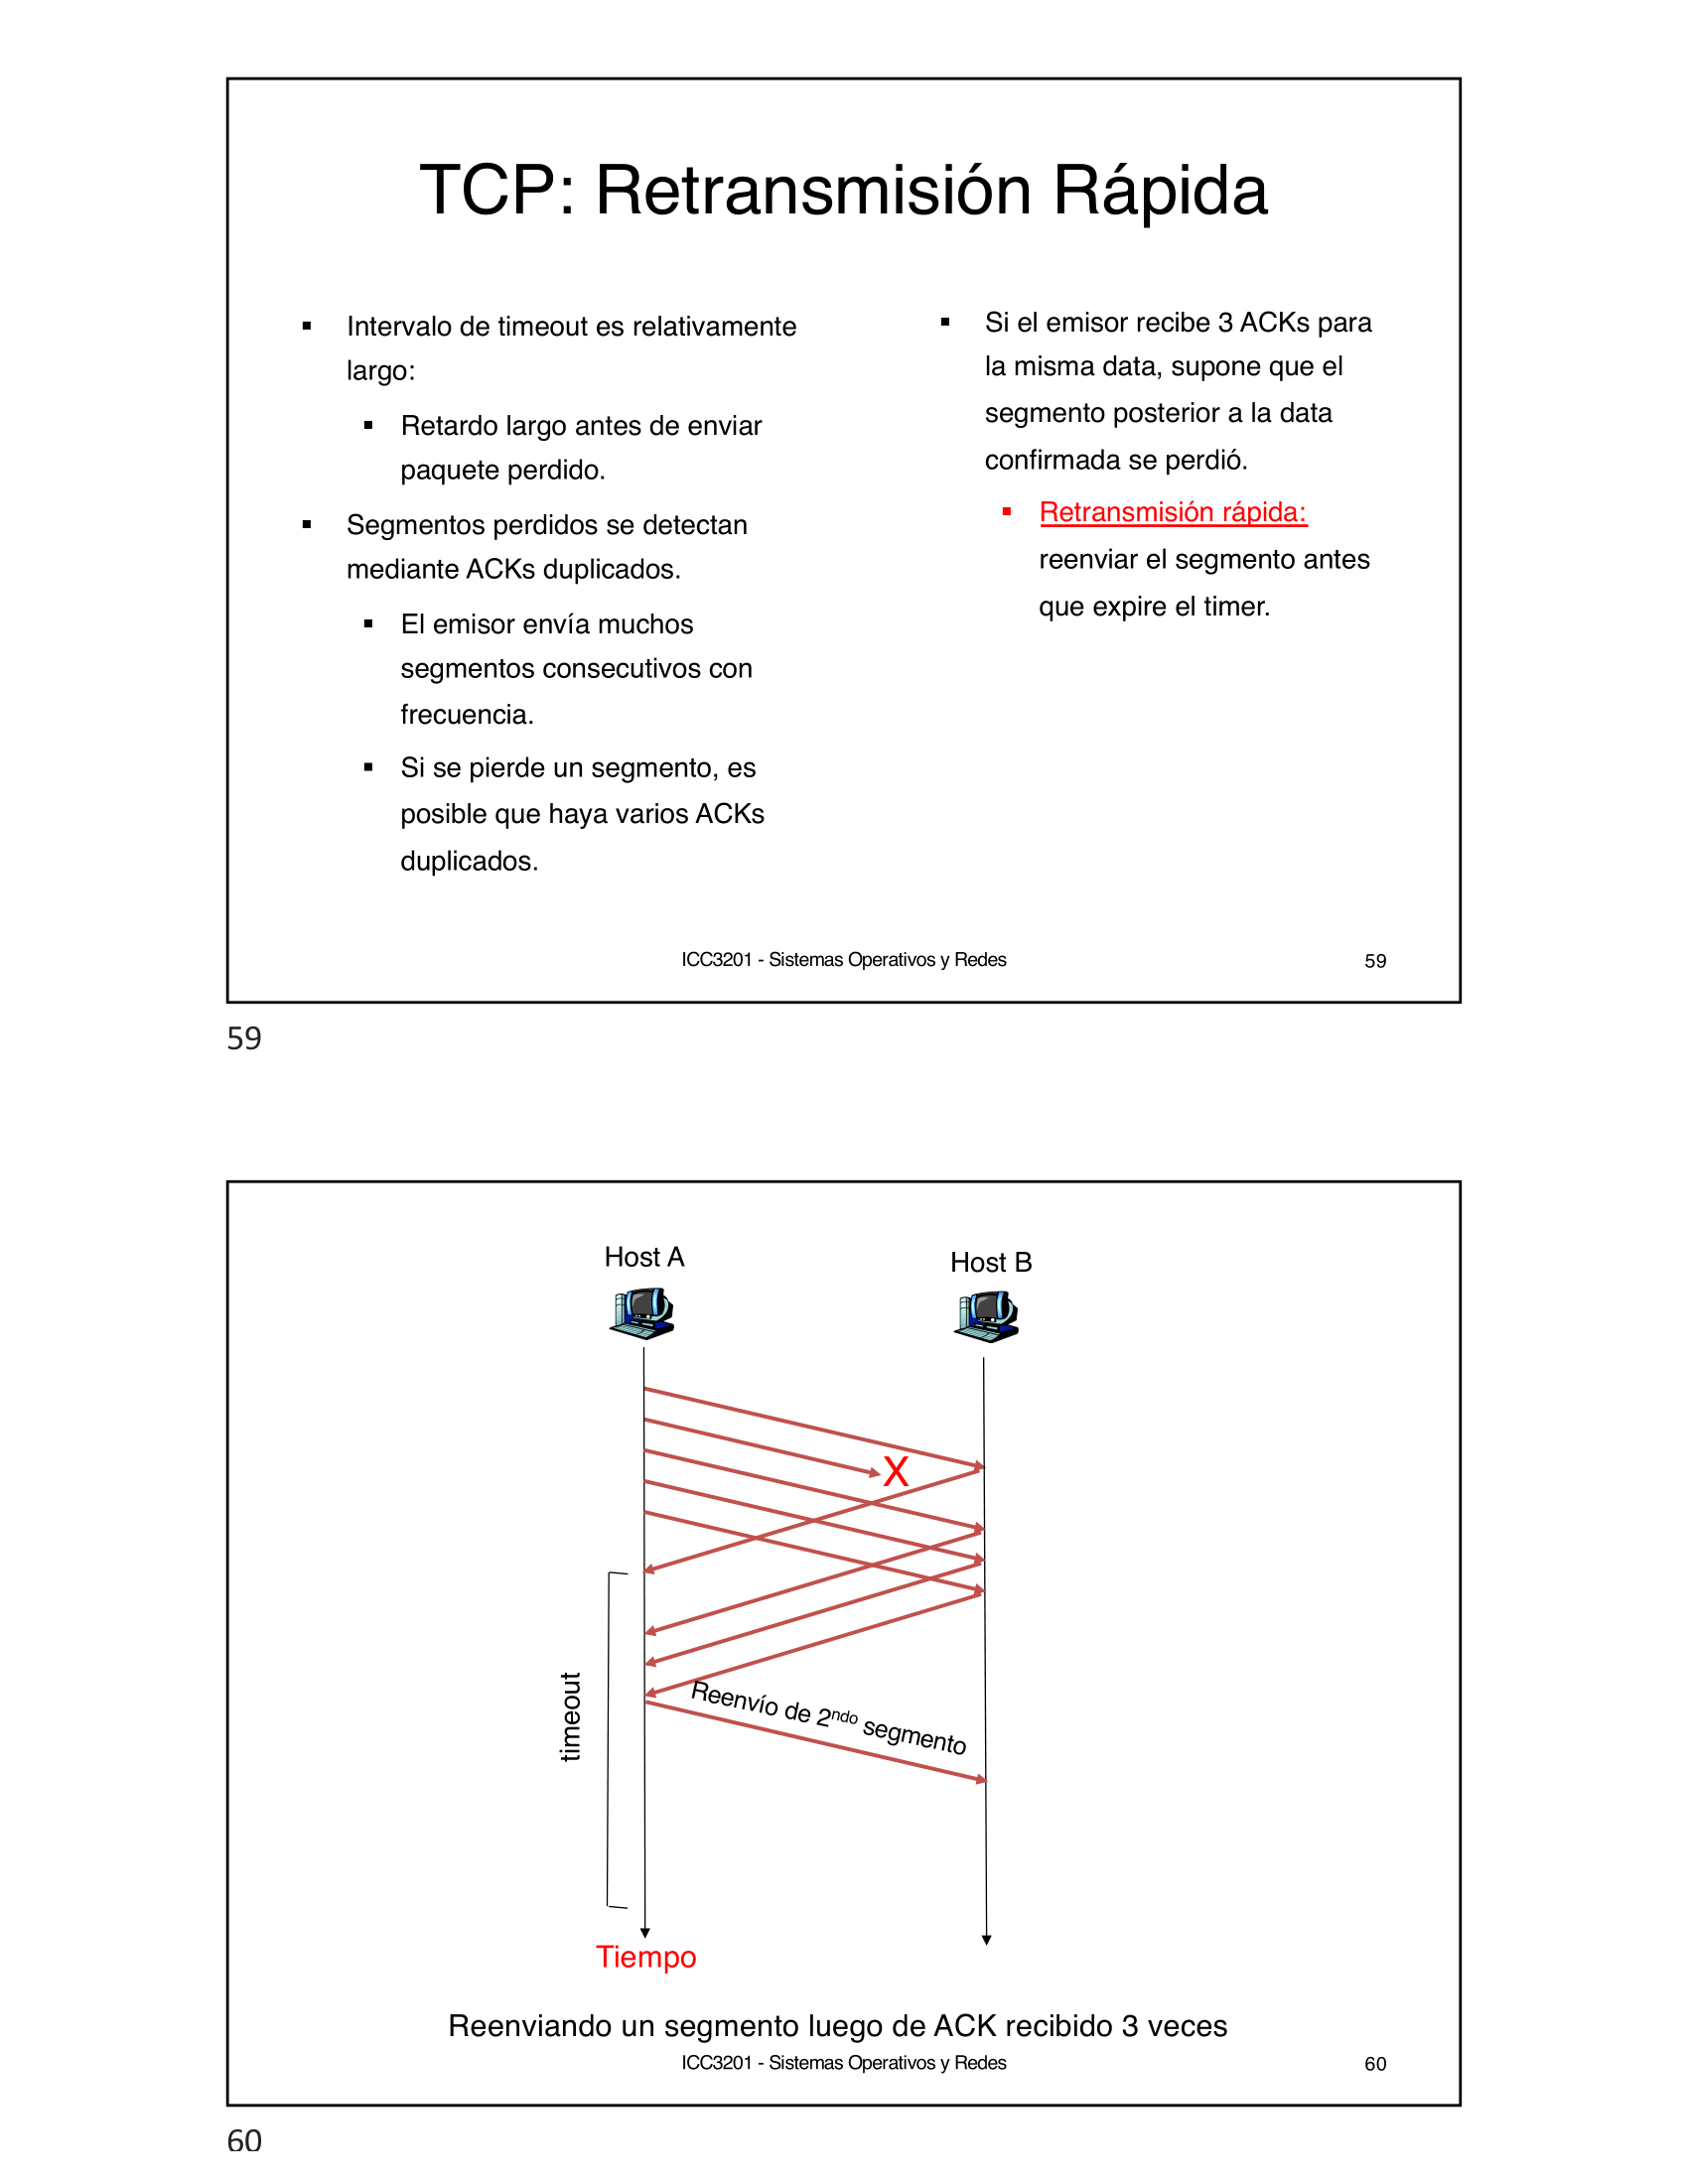 TCP: Retransmisión Rápida
▪ Intervalo de timeout es relativamente
largo:
▪ Retardo largo antes de enviar
paquete perdido.
▪ Segmentos perdidos se detectan
mediante ACKs duplicados.
▪ El emisor envía muchos
segmentos consecutivos con
frecuencia.
▪ Si se pierde un segmento, es
posible que haya varios ACKs
duplicados.
▪ Si el emisor recibe 3 ACKs para
la misma data, supone que el
segmento posterior a la data
confirmada se perdió.
▪ Retransmisión rápida:
reenviar el segmento antes
que expire el timer.
ICC3201 - Sistemas Operativos y Redes
59
59
Host A
Host B
X
timeout
Reenvío de 2ndo segmento
Tiempo
Reenviando un segmento luego de ACK recibido 3 veces
ICC3201 - Sistemas Operativos y Redes
60
60